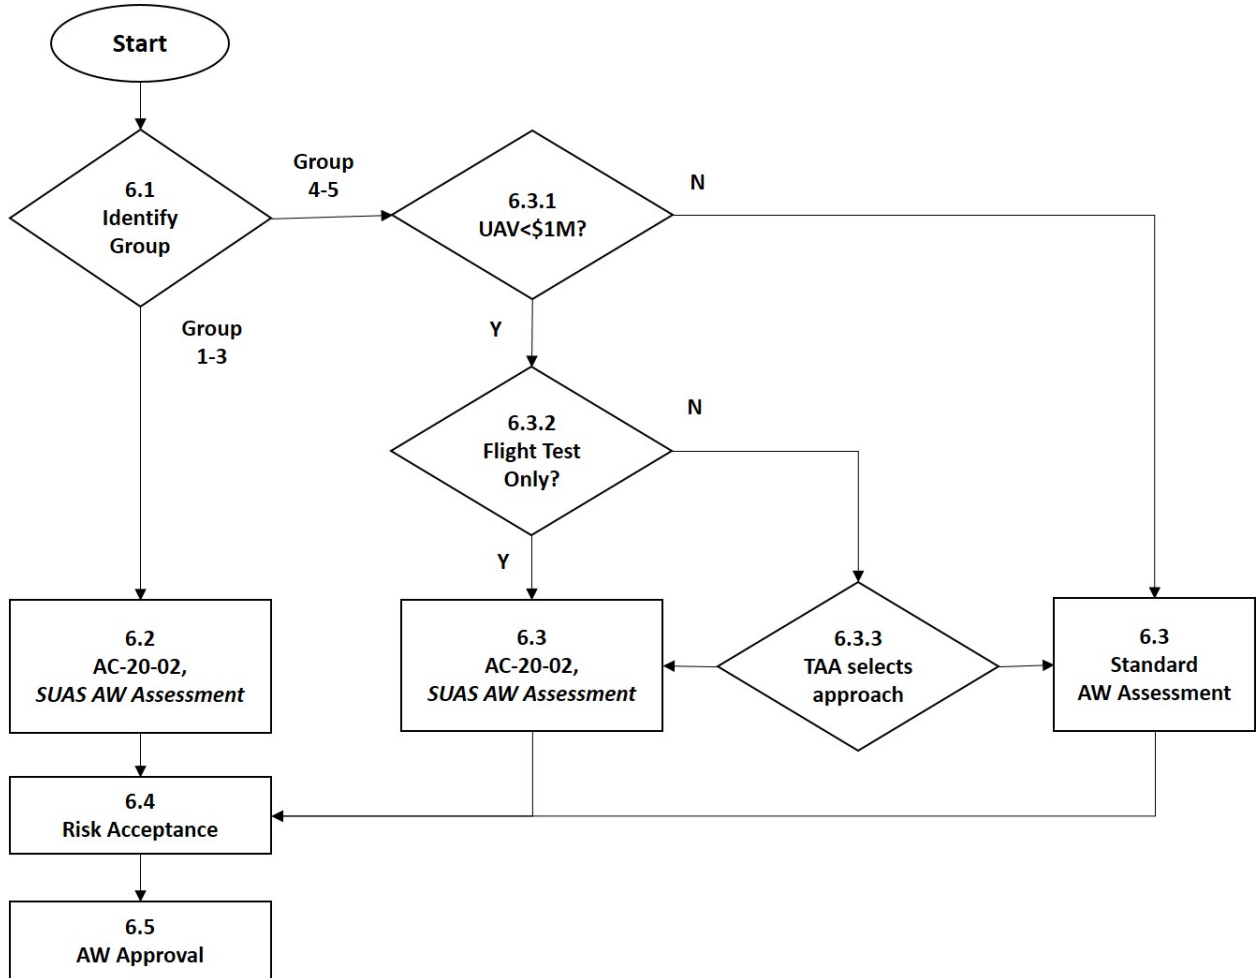 Start
6.1
Identify
Group
Group
4-5
6.3.1
UAV<$1M?
N
Group
1-3
Y
6.3.2
Flight Test
Only?
N
Y
6.2
AC-20-02,
SUAS AW Assessment
6.3
AC-20-02,
SUAS AW Assessment
6.3.3
TAA selects
approach
6.3
Standard
AW Assessment
6.4
Risk Acceptance
6.5
AW Approval